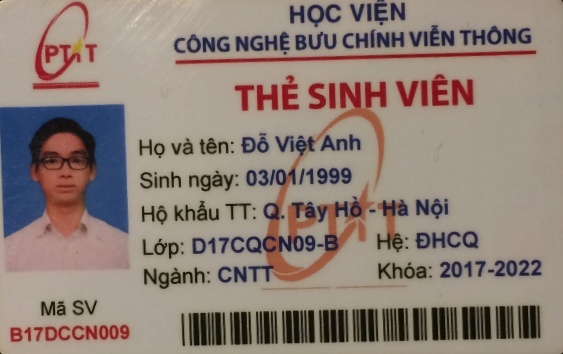 PTiT
HỌC VIỆN
CÔNG NGHỆ BƯU CHÍNH VIỄN THÔNG
THẺ SINH VIÊN
Họ và tên: Đỗ Việt Anh
Sinh ngày: 03/01/1999
Hộ khẩu TT: Q. Tây Hồ - Hà Nội
Lớp: D17CQCN09-B Hệ: ĐHCQ
Ngành: CNTT Khóa: 2017-2022
Mã SV
B17DCCN009
PTiT